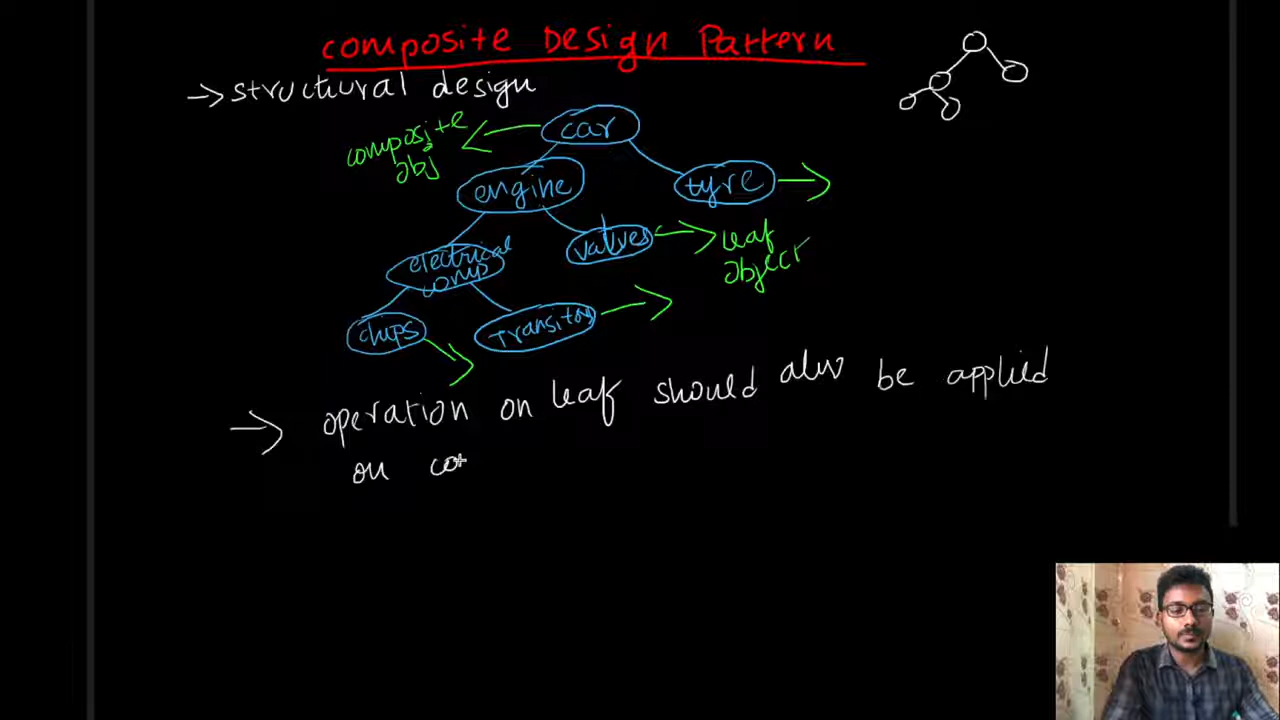 composite Design Pattern
→ structural design
composite
obj
car
engine
tyre
electrical
comp
valves
leaf
object
chips
Transitors
→ operation on leaf should also be applied
on co